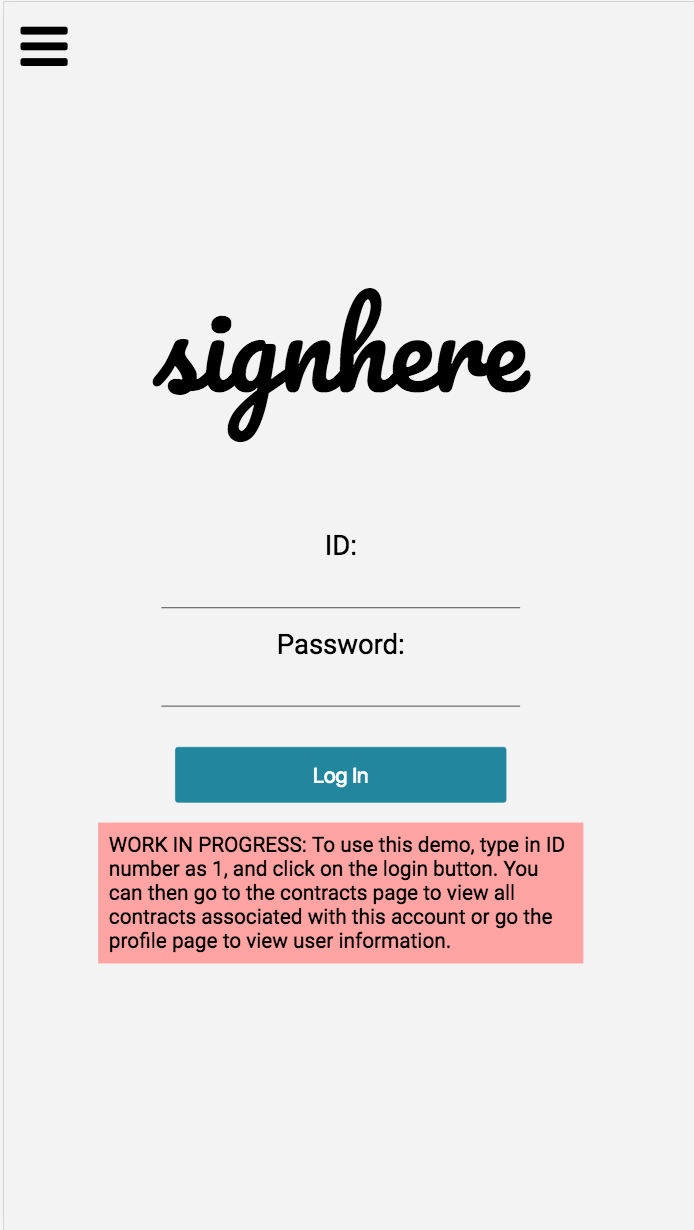 signhere
ID:
Password:
Log In
WORK IN PROGRESS: To use this demo, type in ID
number as 1, and click on the login button. You
can then go to the contracts page to view all
contracts associated with this account or go the
profile page to view user information.